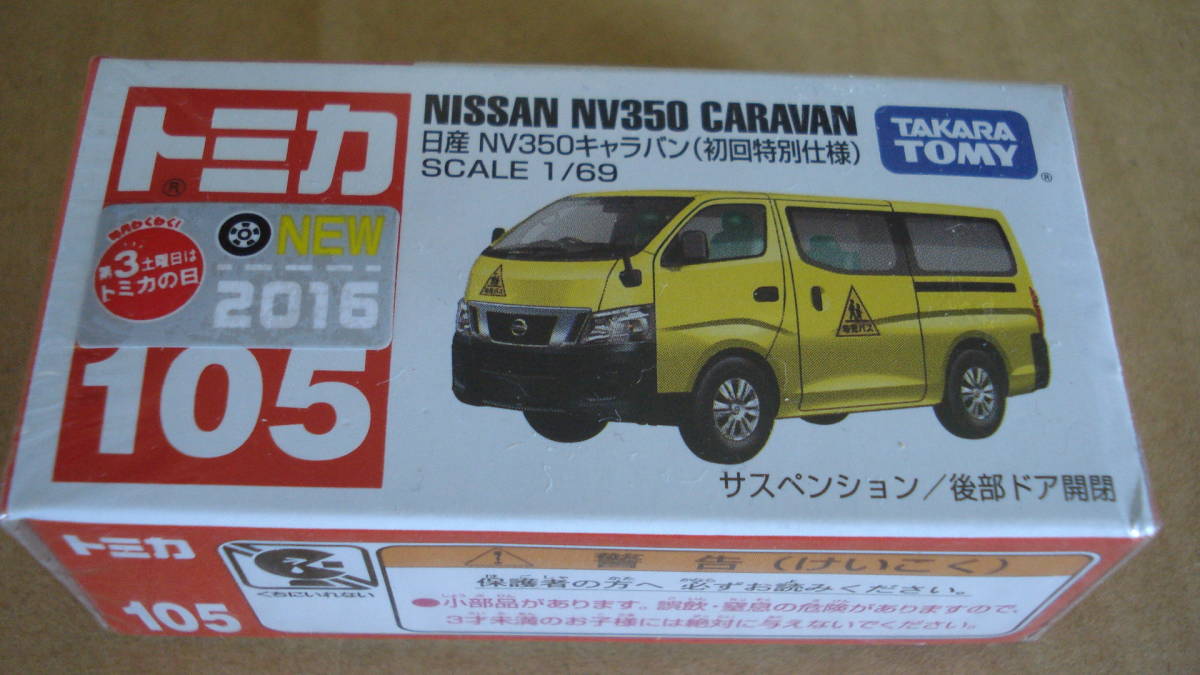 トミカ
®
毎月わくわく!
第3土曜日は
トミカの日
NEW
2016
105
NISSAN NV350 CARAVAN
日産 NV350キャラバン(初回特別仕様)
SCALE 1/69
TAKARA
TOMY
®
幼児バス
幼児バス
サスペンション/後部ドア開閉
トミカ
105
くちにいれない
警告(けいこく)
保護者の方へ 必ずお読みください。
●小部品があります。誤飲・窒息の危険がありますので、
3才未満のお子様には絶対に与えないでください。